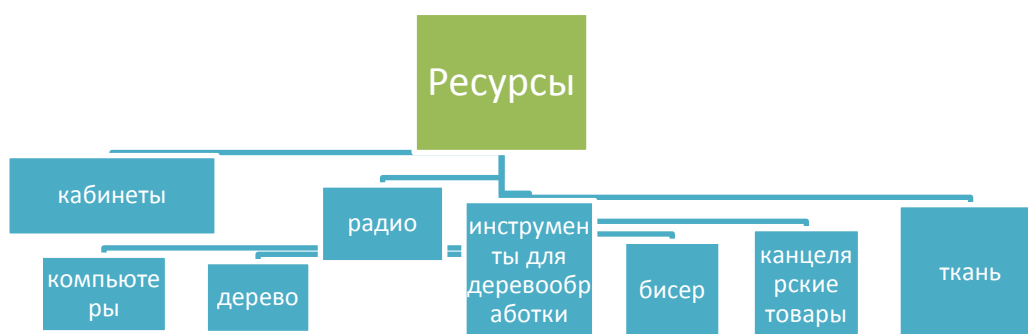 Ресурсы
кабинеты
радио
инструмен
ты для
деревообр
аботки
ткань
компьюте
ры
дерево
бисер
канцеля
рские
товары